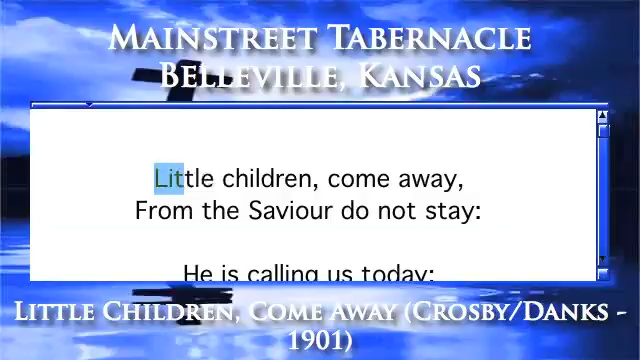 Mainstreet Tabernacle
Belleville, Kansas
Little children, come away,
From the Saviour do not stay:
He is calling us today:
Little Children, Come Away (Crosby/Danks -
1901)